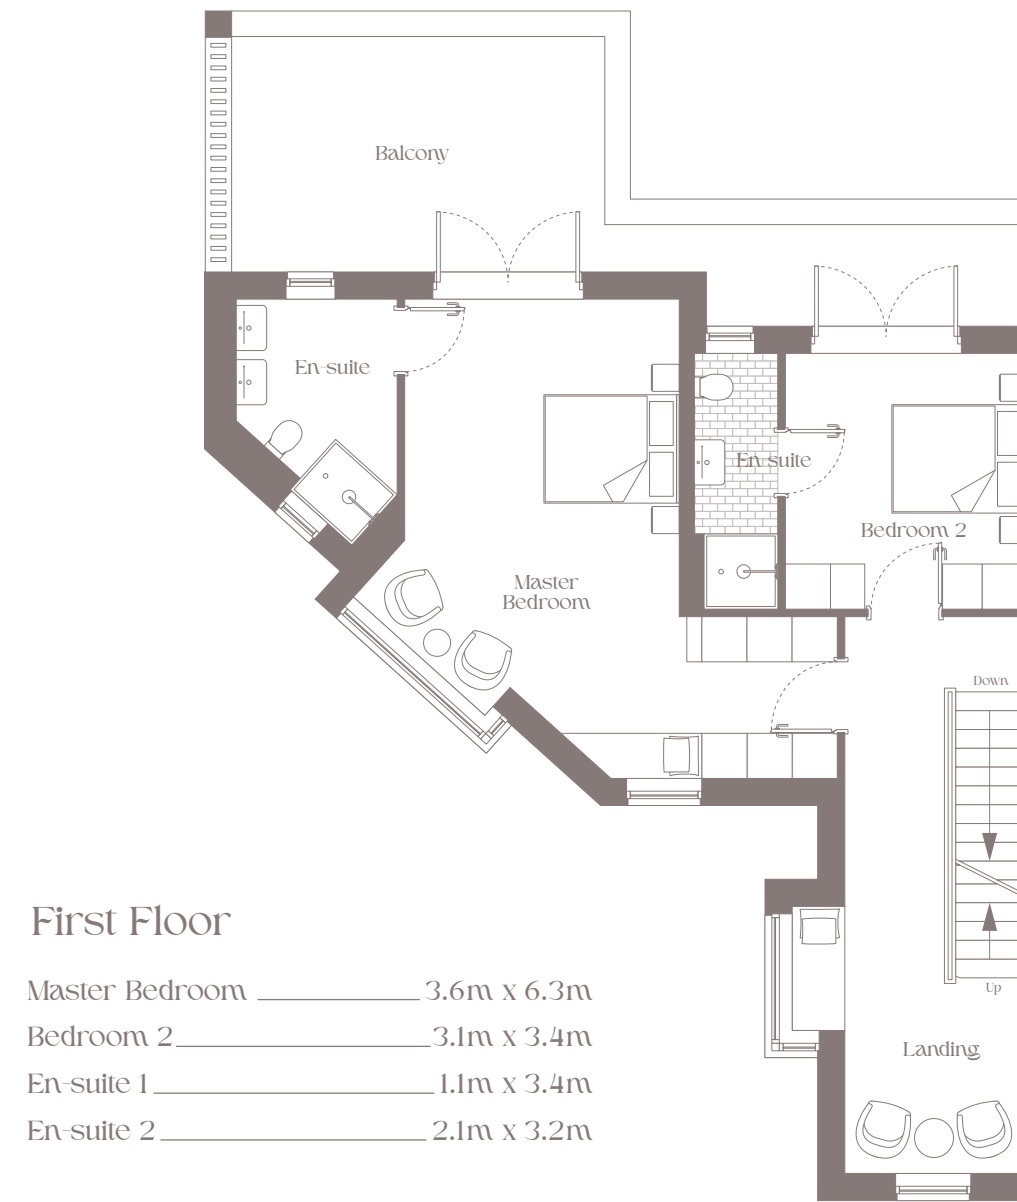 Balcony
En-suite
En-suite
Bedroom 2
Master
Bedroom
Down
Up
Landing
First Floor
Master Bedroom 3.6m x 6.3m
Bedroom 2 3.1m x 3.4m
En-suite 1 1.1m x 3.4m
En-suite 2 2.1m x 3.2m